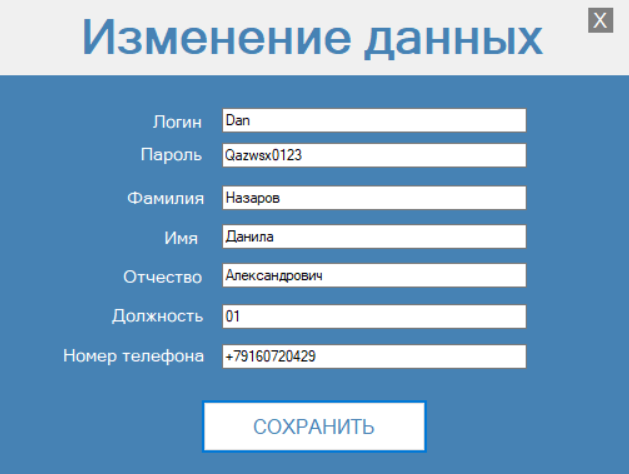 Изменение данных
X
Логин Dan
Пароль Qazwsx0123
Фамилия Назаров
Имя Данила
Отчество Александрович
Должность 01
Номер телефона +79160720429
СОХРАНИТЬ